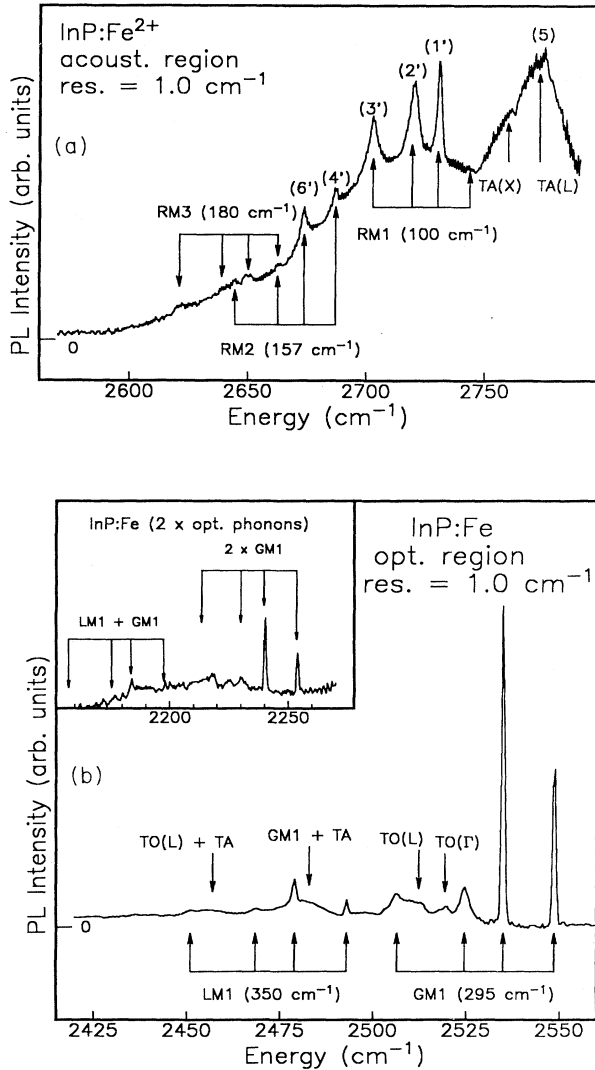 InP:Fe²⁺
acoust. region
res. = 1.0 cm⁻¹
(a)
(5)
(1')
(2')
(3')
(4')
(6')
TA(X)
TA(L)
RM3 (180 cm⁻¹)
RM1 (100 cm⁻¹)
RM2 (157 cm⁻¹)
0
PL Intensity (arb. units)
2600 2650 2700 2750
Energy (cm⁻¹)
InP:Fe (2 x opt. phonons)
2 x GM1
LM1 + GM1
2200 2250
InP:Fe
opt. region
res. = 1.0 cm⁻¹
(b)
TO(L) + TA
GM1 + TA
TO(L)
TO(Γ)
0
LM1 (350 cm⁻¹)
GM1 (295 cm⁻¹)
PL Intensity (arb. units)
2425 2450 2475 2500 2525 2550
Energy (cm⁻¹)